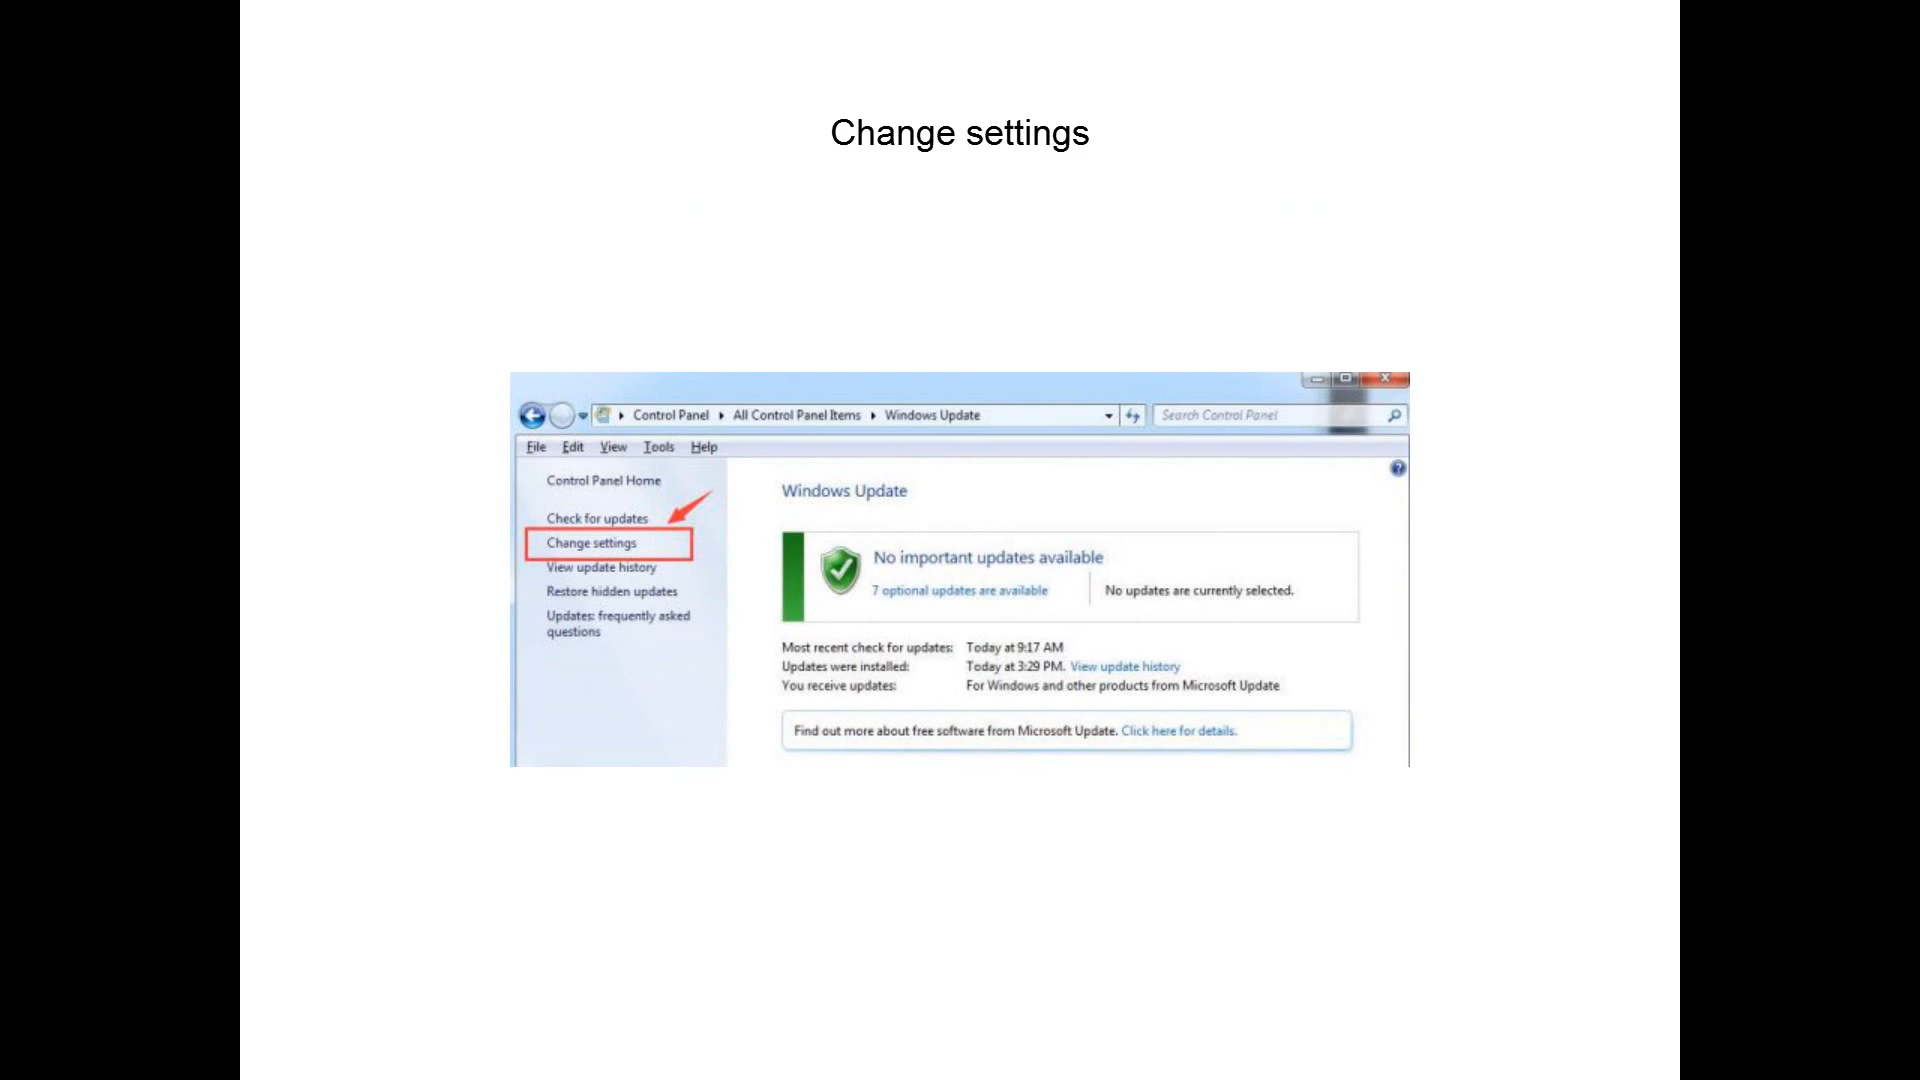 Change settings
Control Panel
All Control Panel Items
Windows Update
Search Control Panel
File Edit View Tools Help
Control Panel Home
Check for updates
Change settings
View update history
Restore hidden updates
Updates: frequently asked
questions
Windows Update
No important updates available
7 optional updates are available
No updates are currently selected.
Most recent check for updates: Today at 9:17 AM
Updates were installed: Today at 3:29 PM. View update history
You receive updates: For Windows and other products from Microsoft Update
Find out more about free software from Microsoft Update. Click here for details.